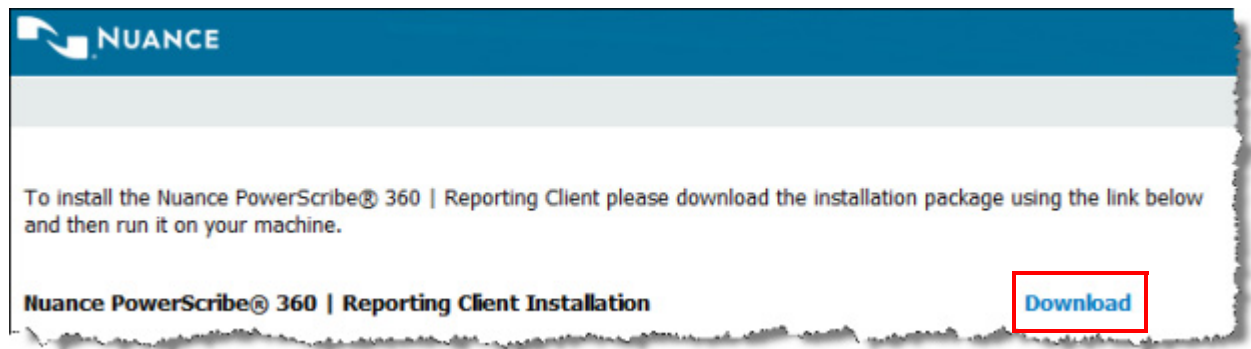 NUANCE
To install the Nuance PowerScribe® 360 | Reporting Client please download the installation package using the link below
and then run it on your machine.
Nuance PowerScribe® 360 | Reporting Client Installation Download